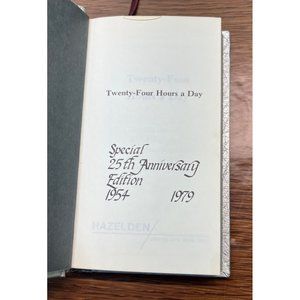 Twenty-Four Hours a Day
Special
25th Anniversary
Edition
1954 1979
HAZELDEN